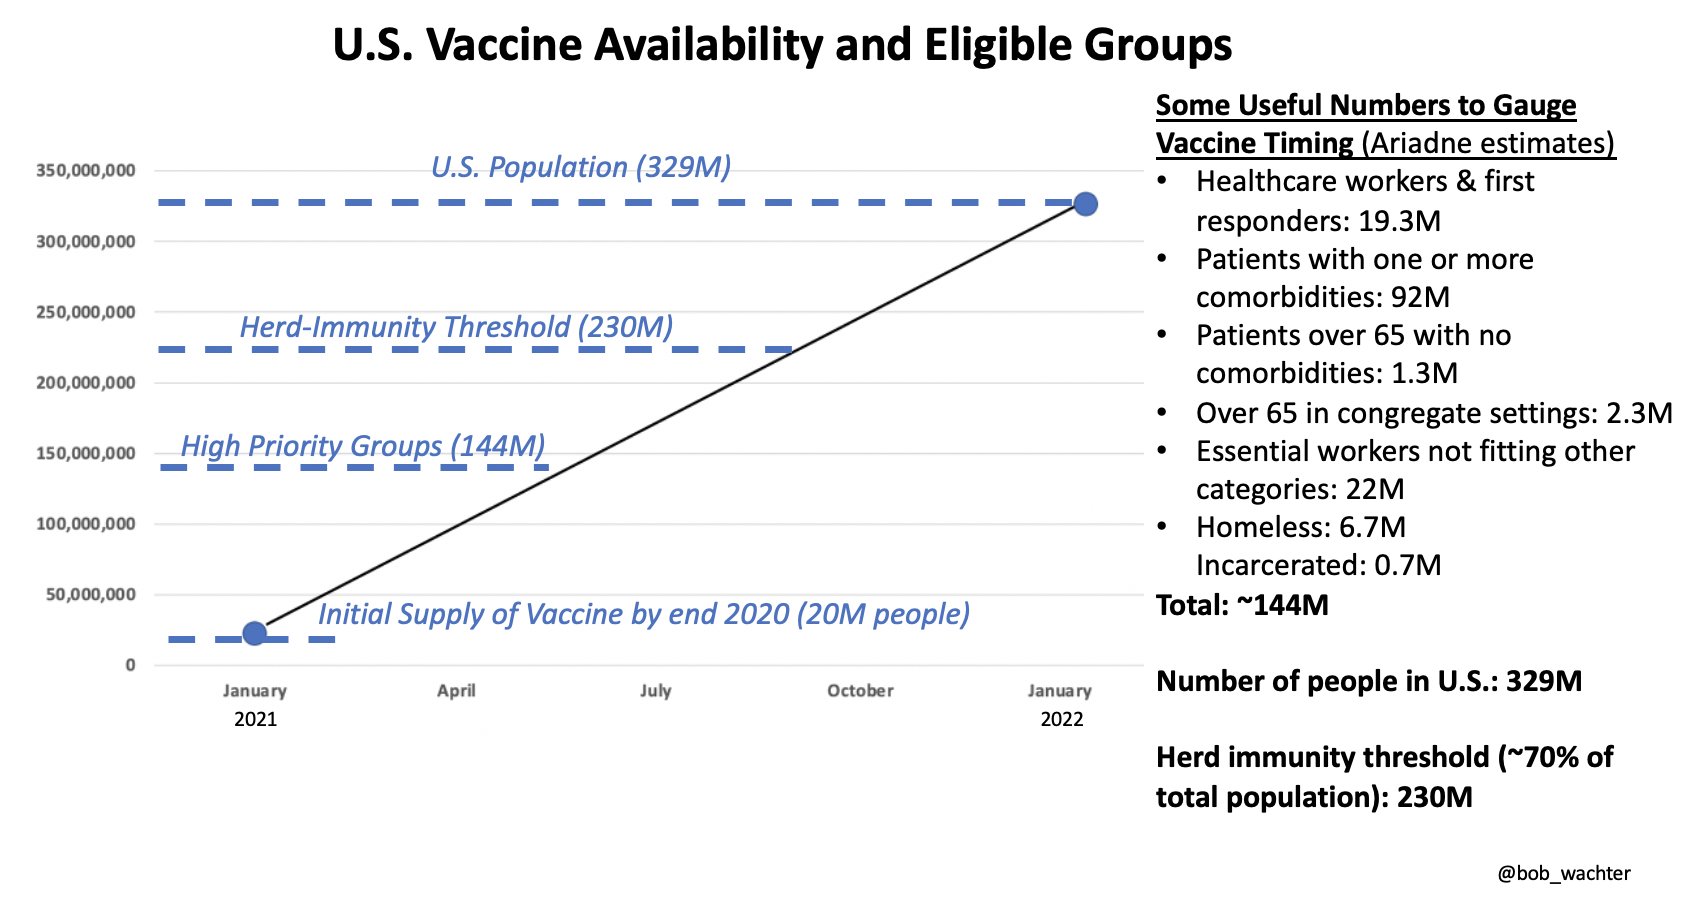 U.S. Vaccine Availability and Eligible Groups
350,000,000
300,000,000
250,000,000
200,000,000
150,000,000
100,000,000
50,000,000
0
U.S. Population (329M)
Herd-Immunity Threshold (230M)
High Priority Groups (144M)
Initial Supply of Vaccine by end 2020 (20M people)
January April July October January
2021 2022
Some Useful Numbers to Gauge
Vaccine Timing (Ariadne estimates)
• Healthcare workers & first
responders: 19.3M
• Patients with one or more
comorbidities: 92M
• Patients over 65 with no
comorbidities: 1.3M
• Over 65 in congregate settings: 2.3M
• Essential workers not fitting other
categories: 22M
• Homeless: 6.7M
Incarcerated: 0.7M
Total: ~144M
Number of people in U.S.: 329M
Herd immunity threshold (~70% of
total population): 230M
@bob_wachter